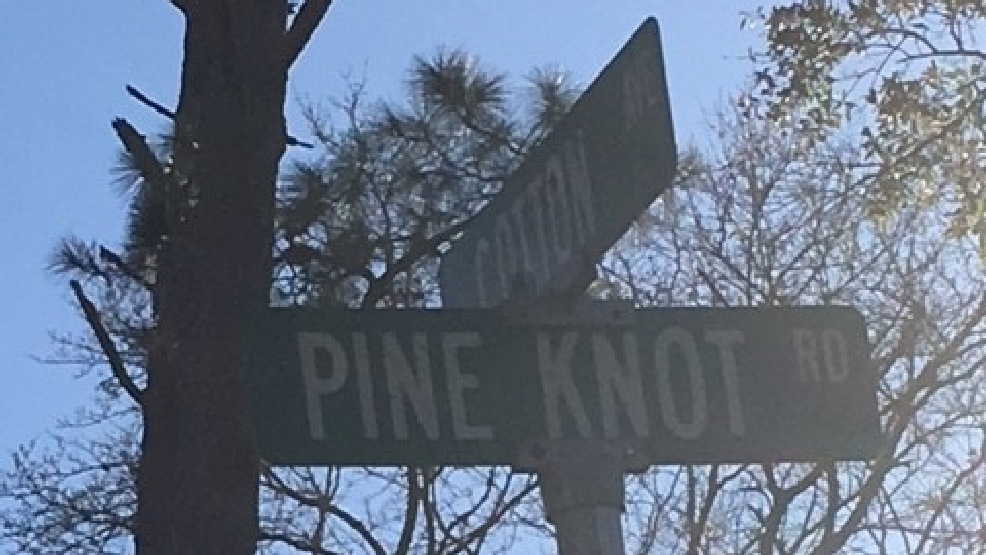 COTTON AVE
PINE KNOT RD